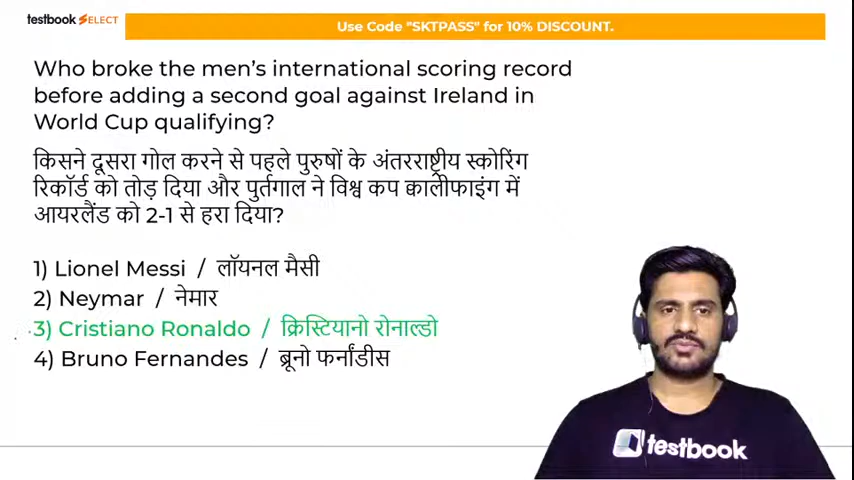 testbook SELECT
Use Code "SKTPASS" for 10% DISCOUNT.
Who broke the men's international scoring record
before adding a second goal against Ireland in
World Cup qualifying?
किसने दूसरा गोल करने से पहले पुरुषों के अंतरराष्ट्रीय स्कोरिंग
रिकॉर्ड को तोड़ दिया और पुर्तगाल ने विश्व कप क्वालीफाइंग में
आयरलैंड को 2-1 से हरा दिया?
1) Lionel Messi / लॉयनल मैसी
2) Neymar / नेमार
3) Cristiano Ronaldo / क्रिस्टियानो रोनाल्डो
4) Bruno Fernandes / ब्रूनो फर्नांडीस
testbook